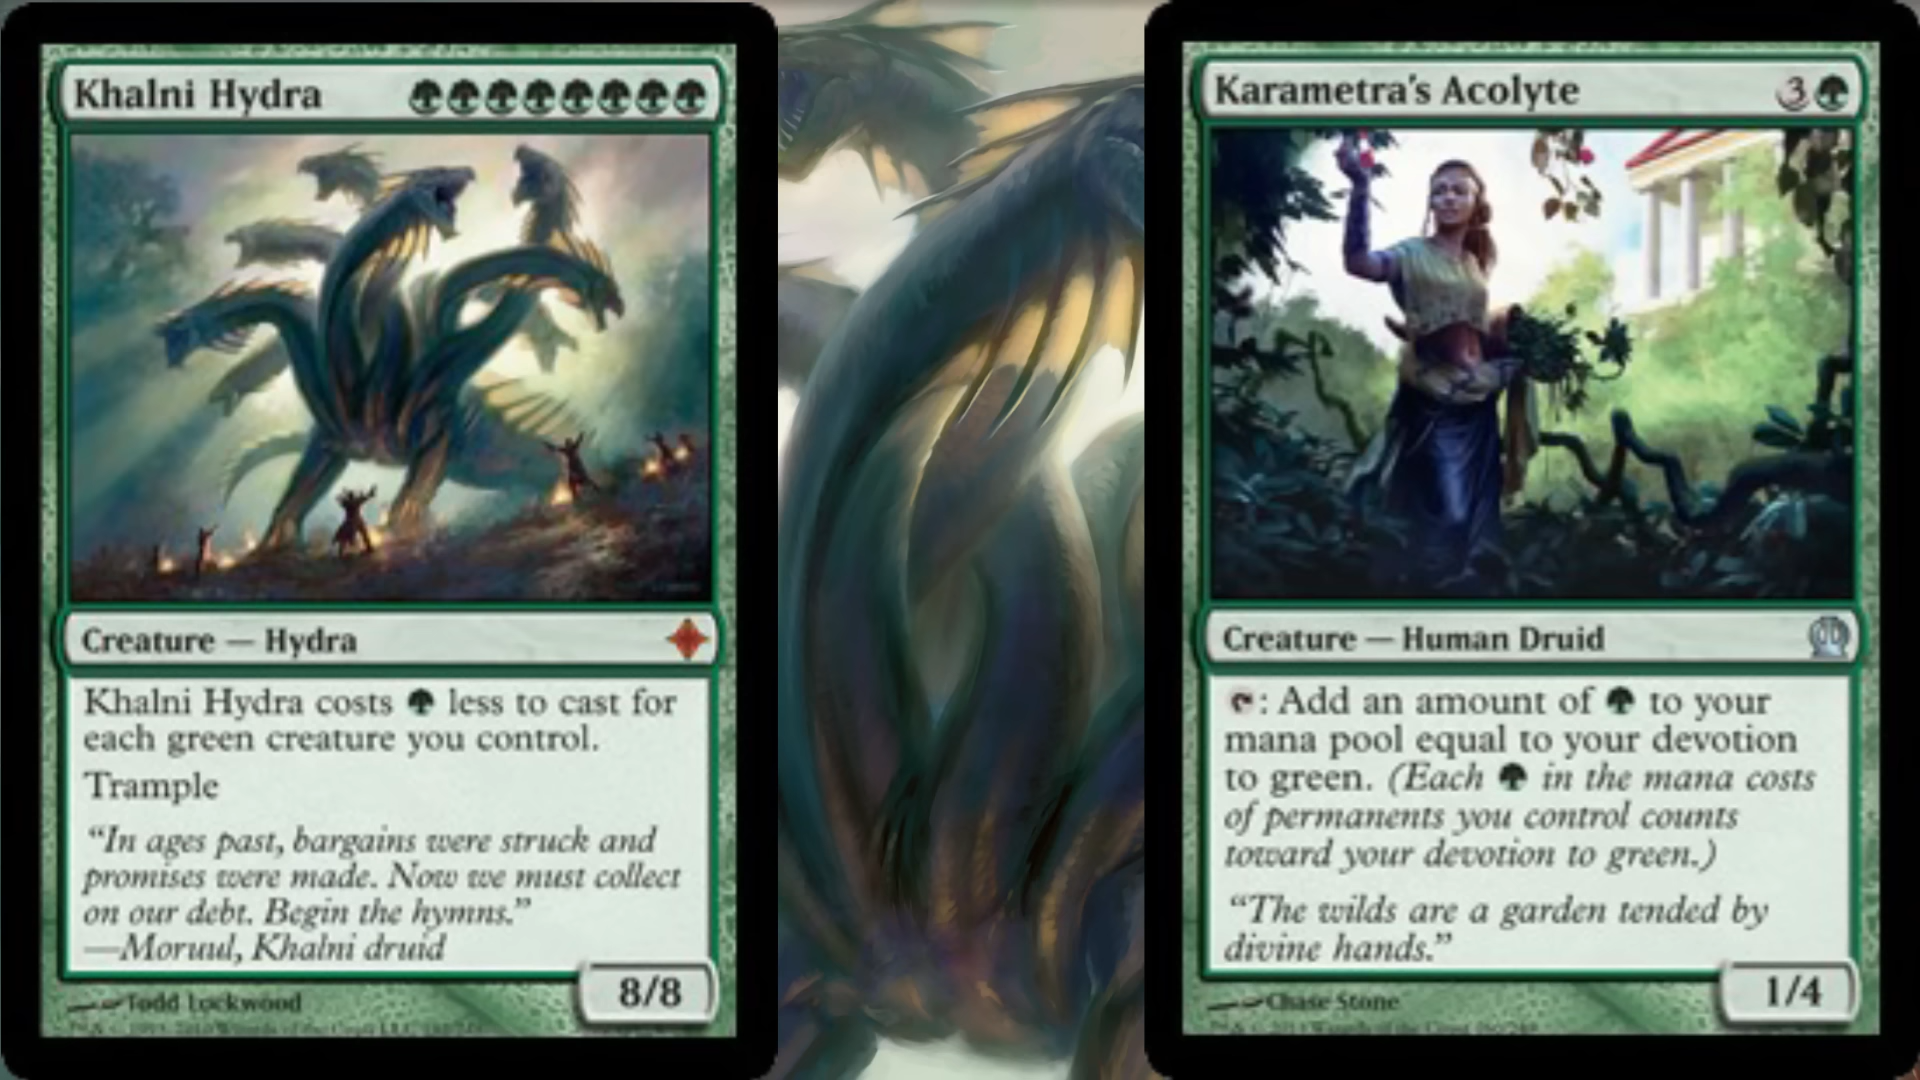 Khalni Hydra
Creature — Hydra
Khalni Hydra costs less to cast for
each green creature you control.
Trample
“In ages past, bargains were struck and
promises were made. Now we must collect
on our debt. Begin the hymns.”
—Moruul, Khalni druid
8/8
Todd Lockwood
Karametra's Acolyte
3
Creature — Human Druid
: Add an amount of to your
mana pool equal to your devotion
to green. (Each in the mana costs
of permanents you control counts
toward your devotion to green.)
“The wilds are a garden tended by
divine hands.”
1/4
Chase Stone